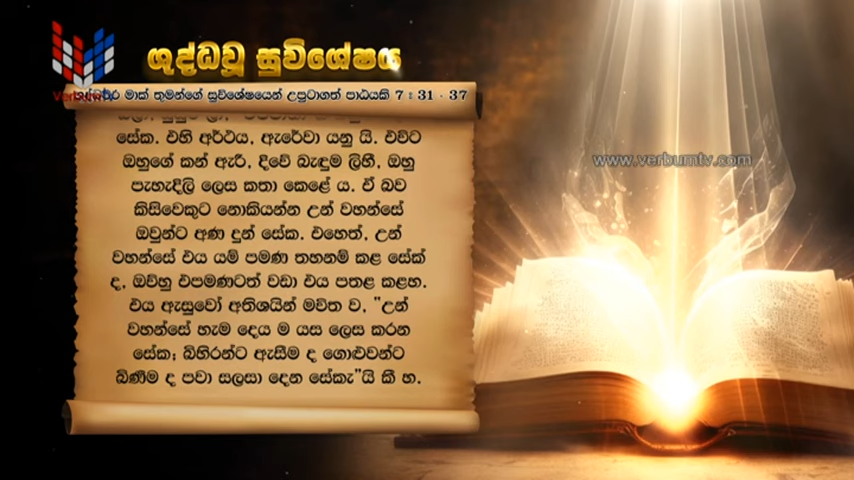 ශුද්ධවූ සුවිශේෂය
මාක් තුමන්ගේ සුවිශේෂයෙන් උපුටාගත් පාඨයකි 7 : 31 - 37
සේක. එහි අර්ථය, ඇරේවා යනු යි. එවිට
ඔහුගේ කන් ඇරී, දිවේ බැඳුම ලිහී, ඔහු
පැහැදිලි ලෙස කතා කෙළේ ය. ඒ බව
කිසිවෙකුට නොකියන්න උන් වහන්සේ
ඔවුන්ට අණ දුන් සේක. එහෙත්, උන්
වහන්සේ එය යම් පමණ තහනම් කළ සේක්
ද, ඔව්හු එපමණටත් වඩා එය පතළ කළහ.
එය ඇසුවෝ අතිශයින් මවිත ව, "උන්
වහන්සේ හැම දෙය ම යස ලෙස කරන
සේක; බිහිරන්ට ඇසීම ද ගොළුවන්ට
බිණීම ද පවා සලසා දෙන සේකැ"යි කී හ.
www.verbumtv.com